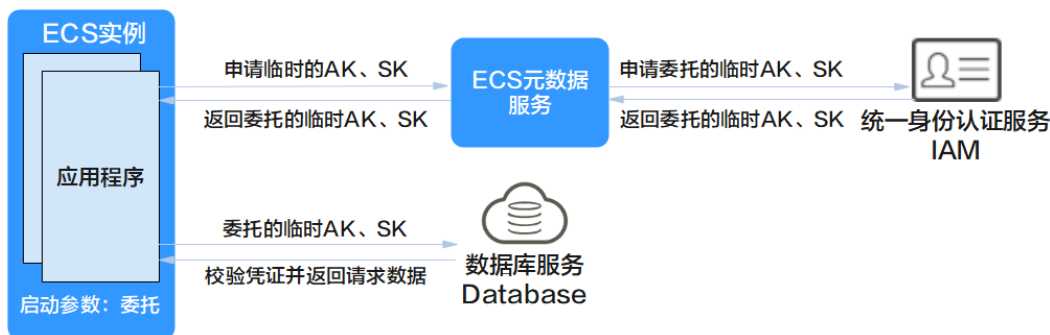 ECS实例
应用程序
启动参数：委托
申请临时的AK、SK
返回委托的临时AK、SK
ECS元数据
服务
申请委托的临时AK、SK
返回委托的临时AK、SK
统一身份认证服务
IAM
委托的临时AK、SK
校验凭证并返回请求数据
数据库服务
Database